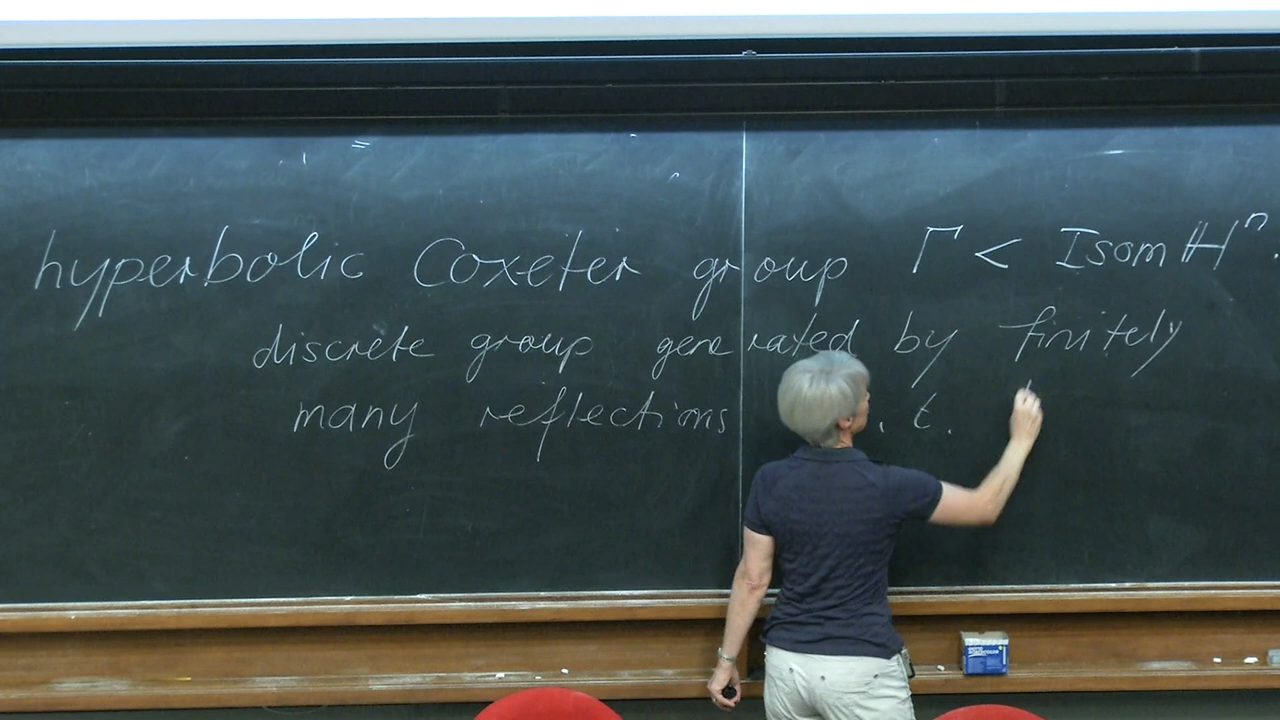 hyperbolic Coxeter group Γ < Isom ℍⁿ.
discrete group generated by finitely
many reflections . t.